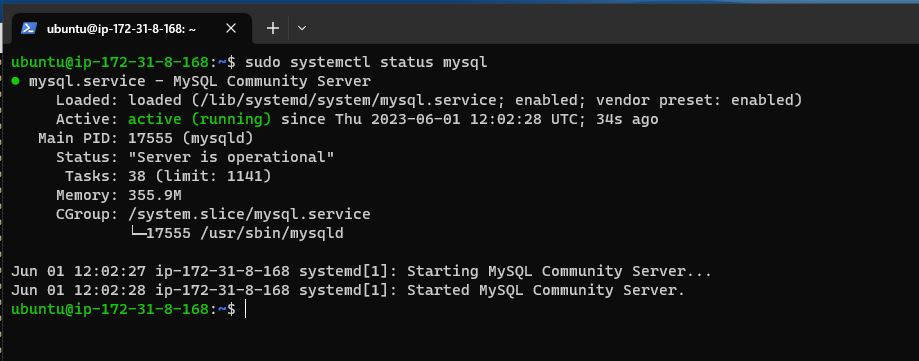 ubuntu@ip-172-31-8-168: ~
ubuntu@ip-172-31-8-168:~$ sudo systemctl status mysql
● mysql.service - MySQL Community Server
Loaded: loaded (/lib/systemd/system/mysql.service; enabled; vendor preset: enabled)
Active: active (running) since Thu 2023-06-01 12:02:28 UTC; 34s ago
Main PID: 17555 (mysqld)
Status: "Server is operational"
Tasks: 38 (limit: 1141)
Memory: 355.9M
CGroup: /system.slice/mysql.service
└─17555 /usr/sbin/mysqld
Jun 01 12:02:27 ip-172-31-8-168 systemd[1]: Starting MySQL Community Server...
Jun 01 12:02:28 ip-172-31-8-168 systemd[1]: Started MySQL Community Server.
ubuntu@ip-172-31-8-168:~$